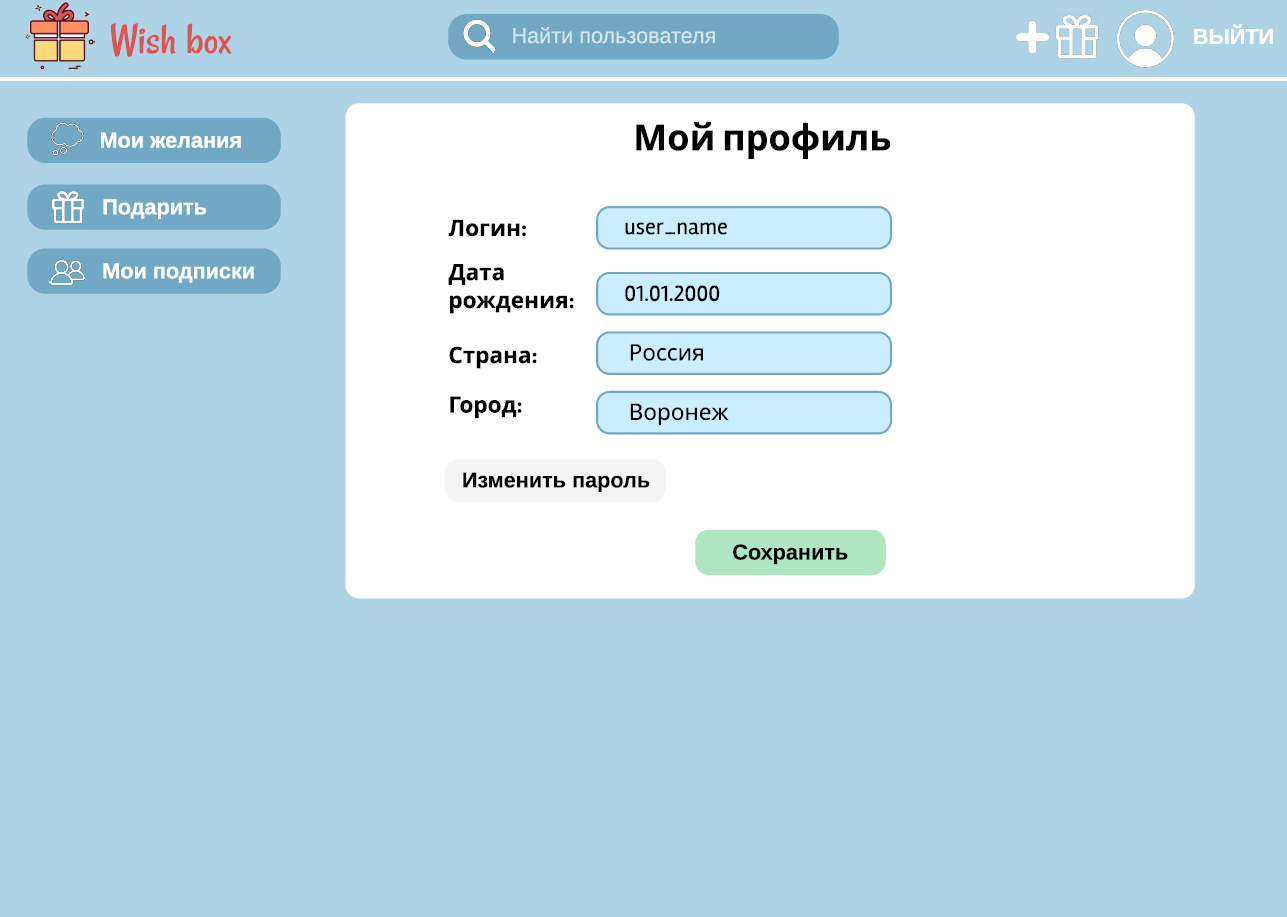 Wish box
Найти пользователя
ВЫЙТИ
Мои желания
Подарить
Мои подписки
Мой профиль
Логин:
user_name
Дата
рождения:
01.01.2000
Страна:
Россия
Город:
Воронеж
Изменить пароль
Сохранить